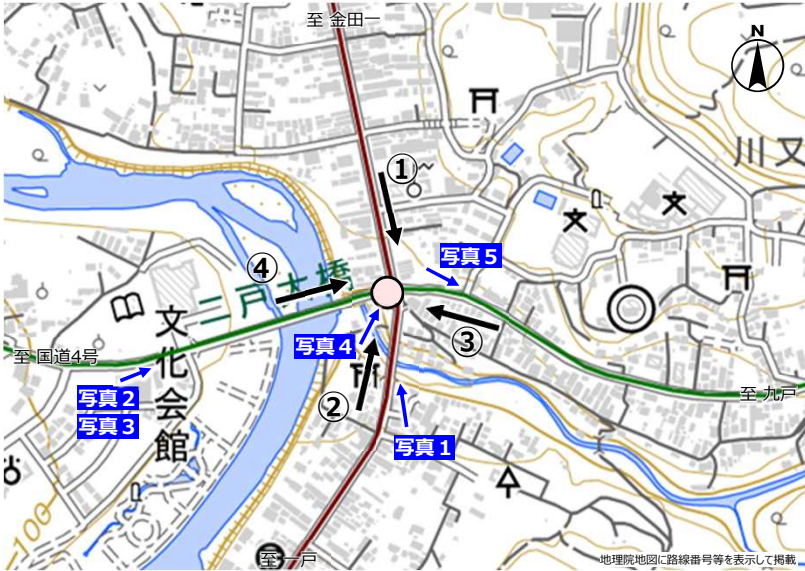 至 金田一
N
川又
①
写真5
④
二戸大橋
③
写真4
至 国道4号
文化会館
至 九戸
写真2
写真3
②
写真1
100
至 一戸
地理院地図に路線番号等を表示して掲載